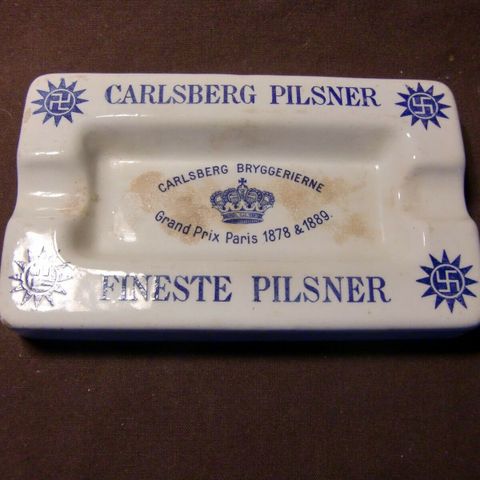 CARLSBERG PILSNER
CARLSBERG BRYGGERIERNE
Grand Prix Paris 1878 & 1889.
FINESTE PILSNER